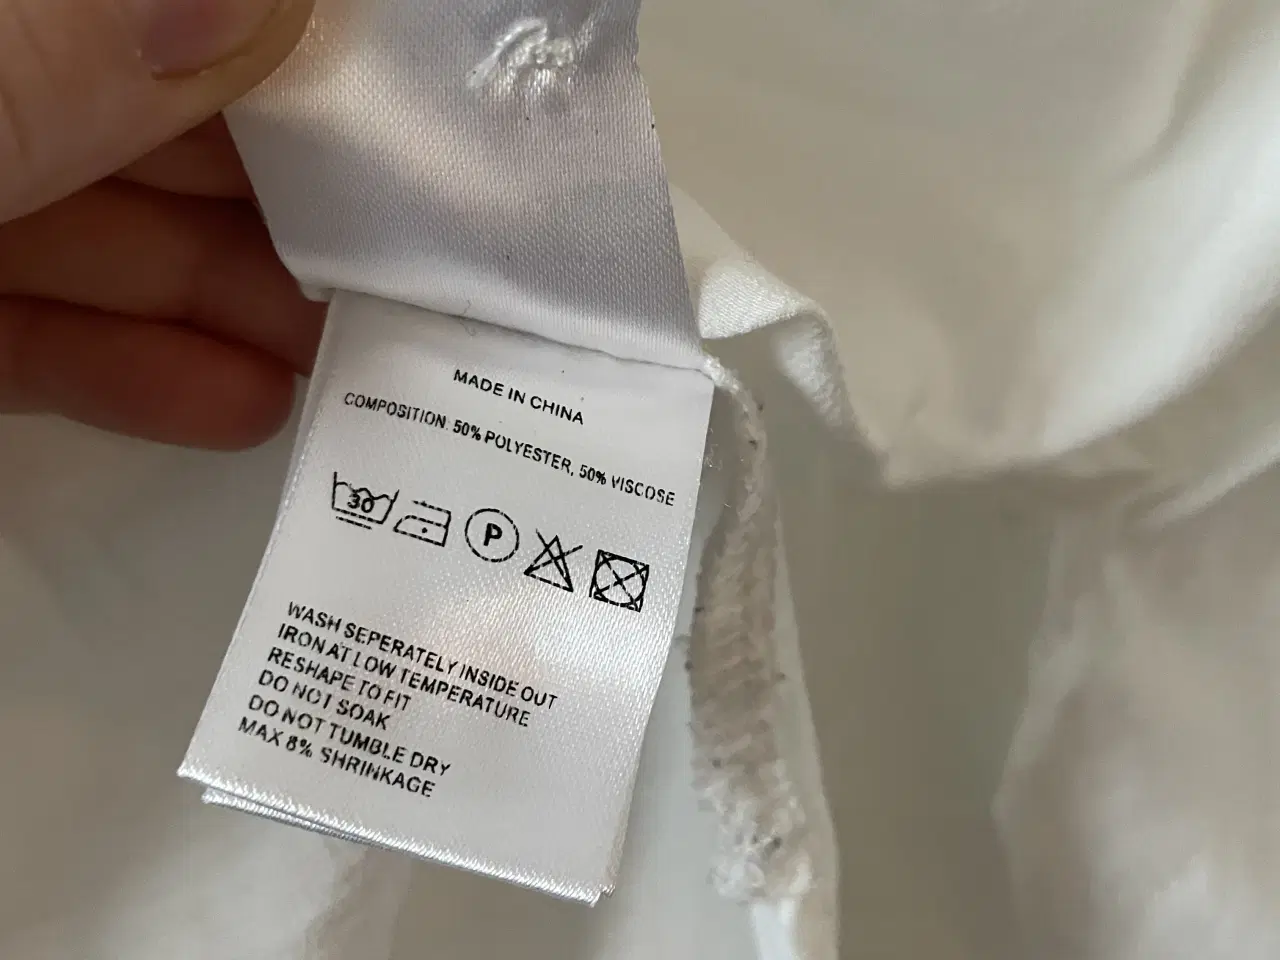 MADE IN CHINA
COMPOSITION: 50% POLYESTER, 50% VISCOSE
30 P
WASH SEPERATELY INSIDE OUT
IRON AT LOW TEMPERATURE
RESHAPE TO FIT
DO NOT SOAK
DO NOT TUMBLE DRY
MAX 8% SHRINKAGE